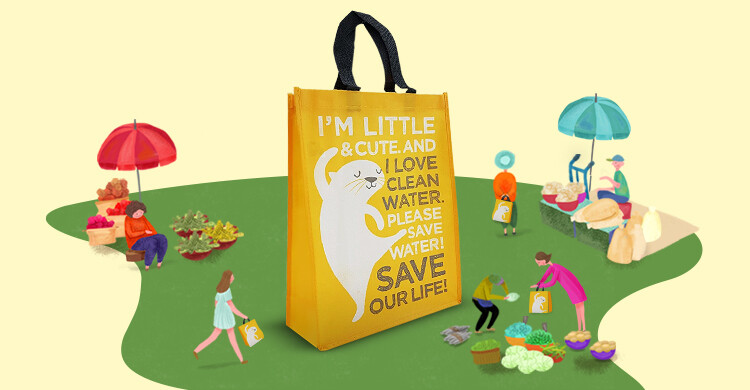 I'M LITTLE
& CUTE. AND
I LOVE
CLEAN
WATER.
PLEASE
SAVE
WATER!
SAVE
OUR LIFE!